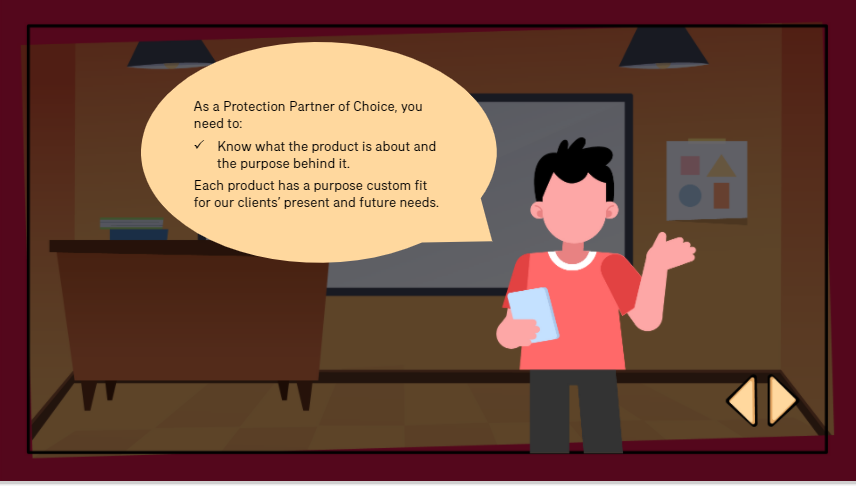 As a Protection Partner of Choice, you
need to:
✓ Know what the product is about and
the purpose behind it.
Each product has a purpose custom fit
for our clients’ present and future needs.